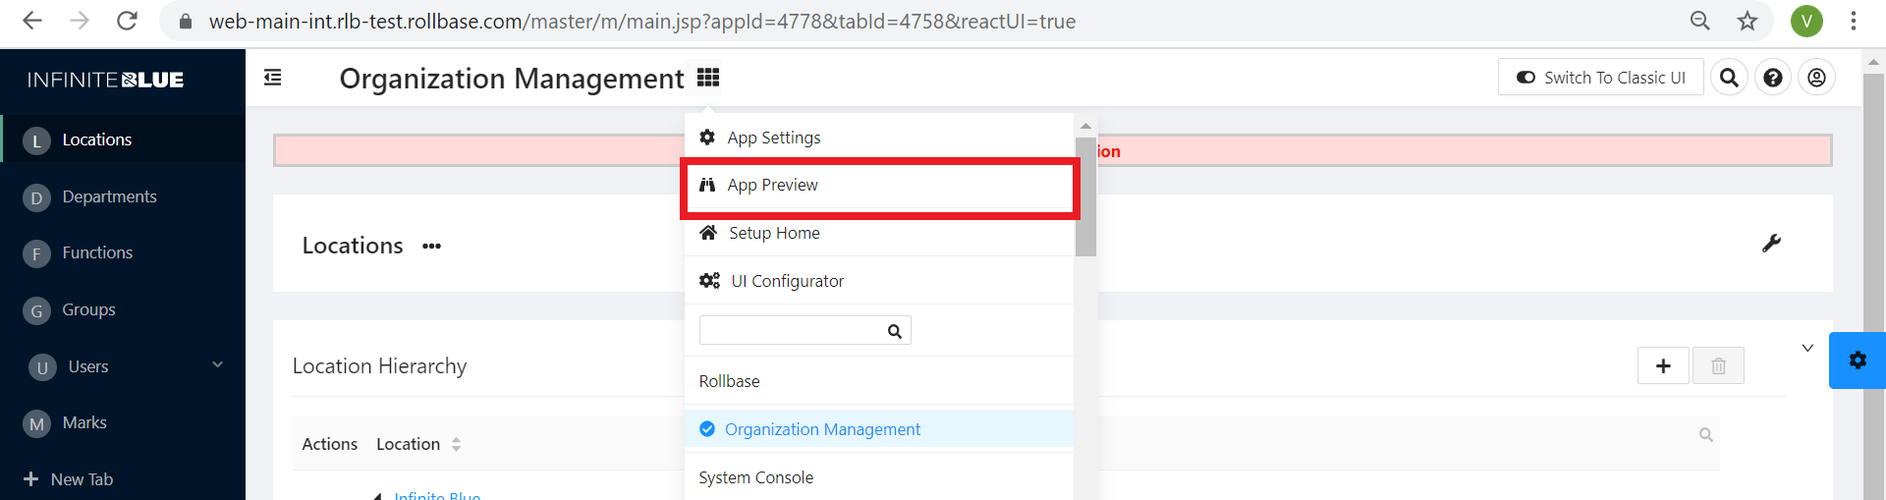 web-main-int.rlb-test.rollbase.com/master/m/main.jsp?appId=4778&tabId=4758&reactUI=true
V
INFINITEBLUE
Organization Management
Switch To Classic UI
L Locations
D Departments
F Functions
G Groups
U Users
M Marks
New Tab
App Settings
App Preview
Setup Home
UI Configurator
Rollbase
Organization Management
System Console
ion
Locations
Location Hierarchy
Actions Location
Infinite Blue